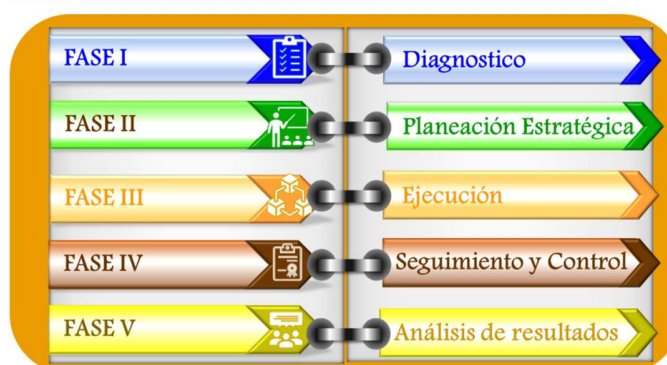 FASE I
Diagnostico
FASE II
Planeación Estratégica
FASE III
Ejecución
FASE IV
Seguimiento y Control
FASE V
Análisis de resultados